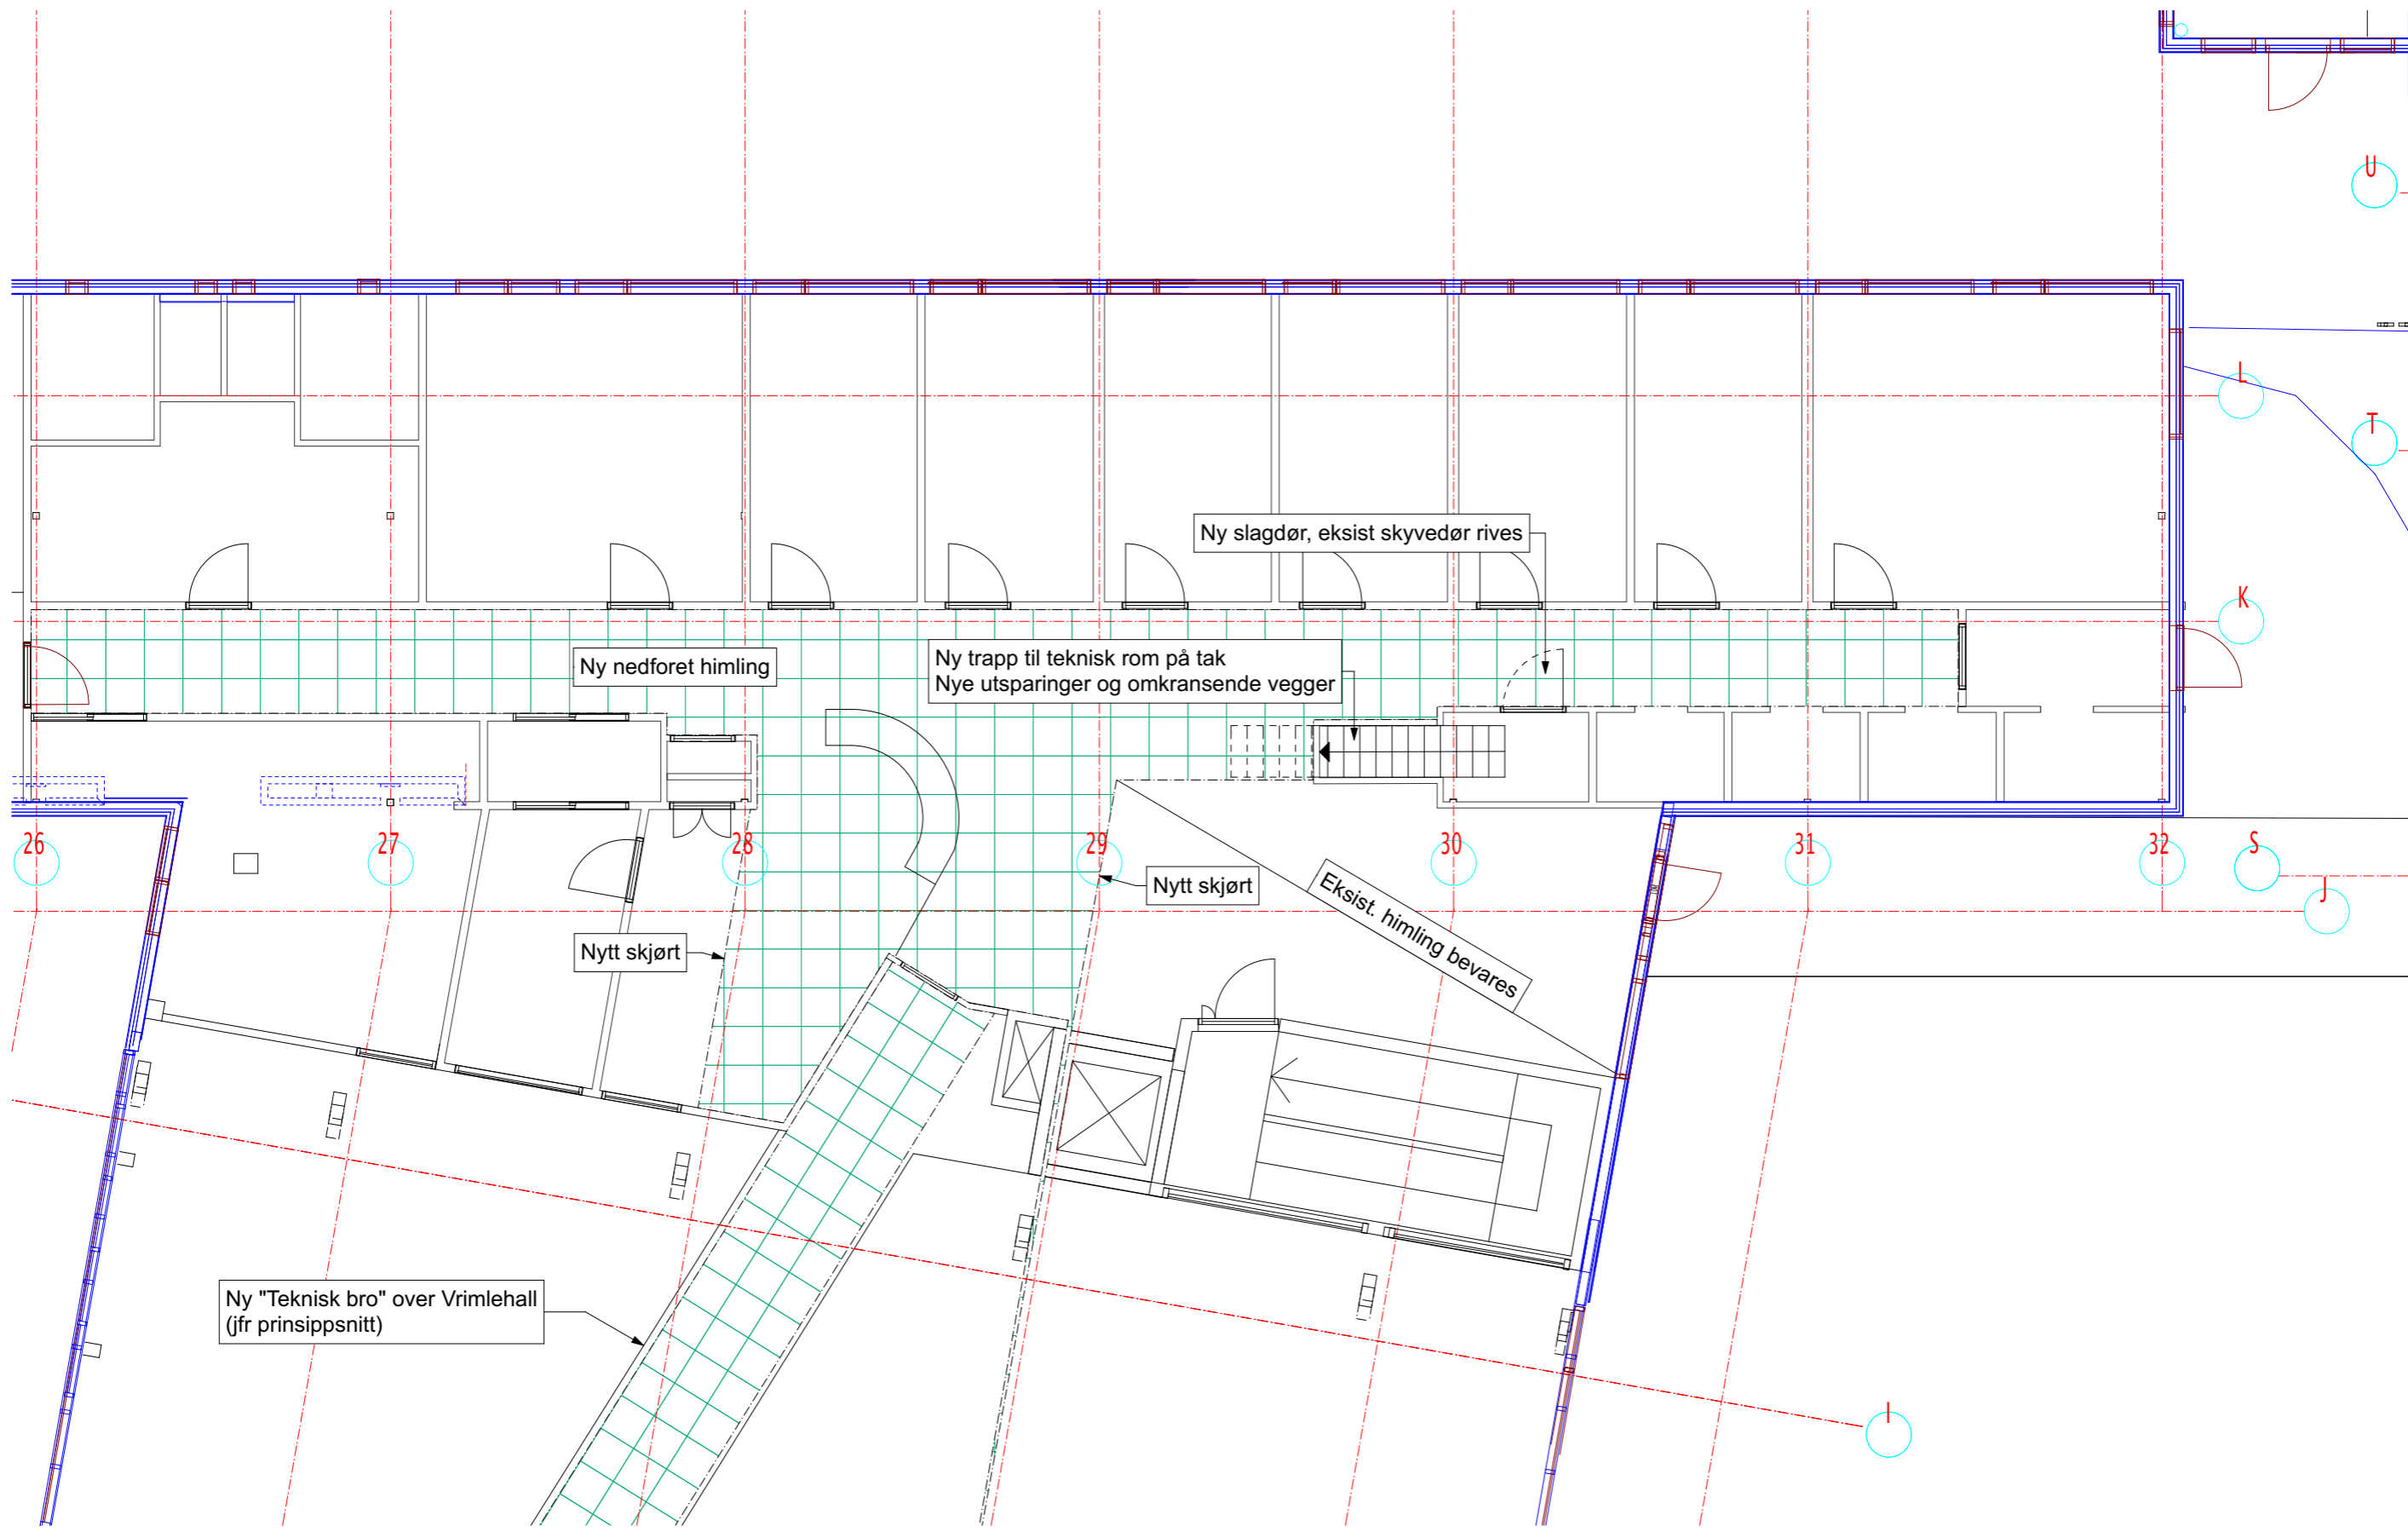 U
L
T
Ny slagdør, eksist skyvedør rives
K
Ny nedforet himling
Ny trapp til teknisk rom på tak
Nye utsparinger og omkransende vegger
26
27
28
29
30
31
32
S
J
Nytt skjørt
Eksist. himling bevares
Nytt skjørt
Ny "Teknisk bro" over Vrimlehall
(jfr prinsippsnitt)
I